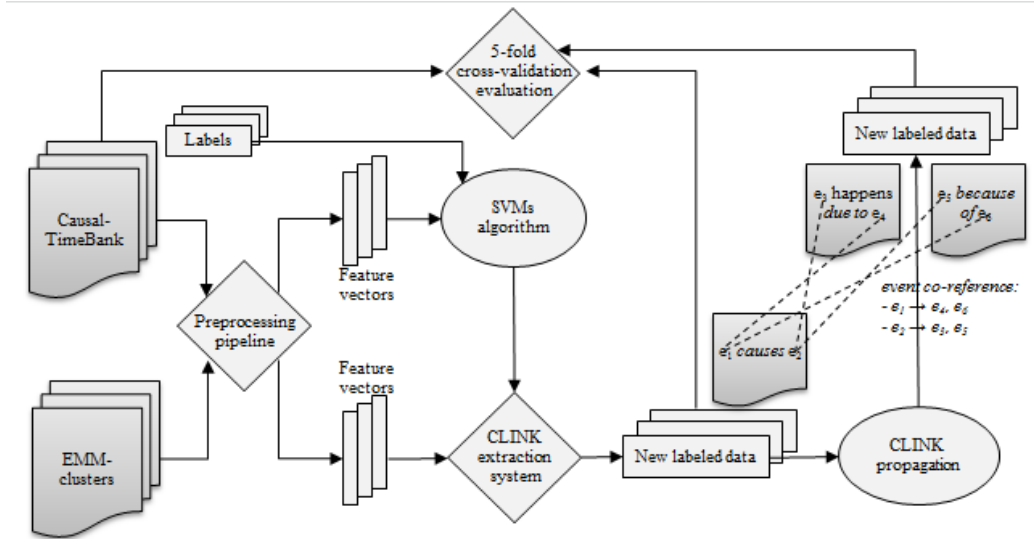 5-fold
cross-validation
evaluation
Labels
New labeled data
Causal-
TimeBank
SVMs
algorithm
e3 happens
due to e4
e5 because
of e6
Feature
vectors
Preprocessing
pipeline
event co-reference:
- e1 → e4, e6
- e2 → e3, e5
e1 causes e2
Feature
vectors
EMM-
clusters
CLINK
extraction
system
New labeled data
CLINK
propagation